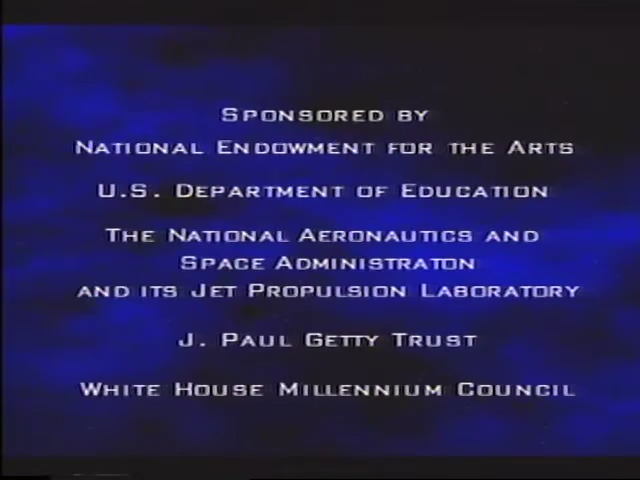 Sponsored by
National Endowment for the Arts
U.S. Department of Education
The National Aeronautics and
Space Administraton
and its Jet Propulsion Laboratory
J. Paul Getty Trust
White House Millennium Council